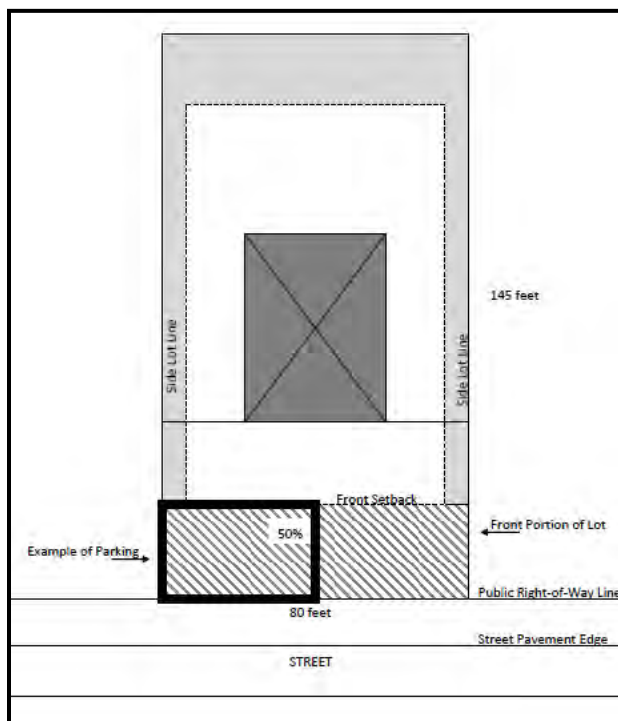 145 feet
Side Lot Line
Side Lot Line
Front Setback
50%
Front Portion of Lot
Example of Parking
Public Right-of-Way Line
80 feet
Street Pavement Edge
STREET